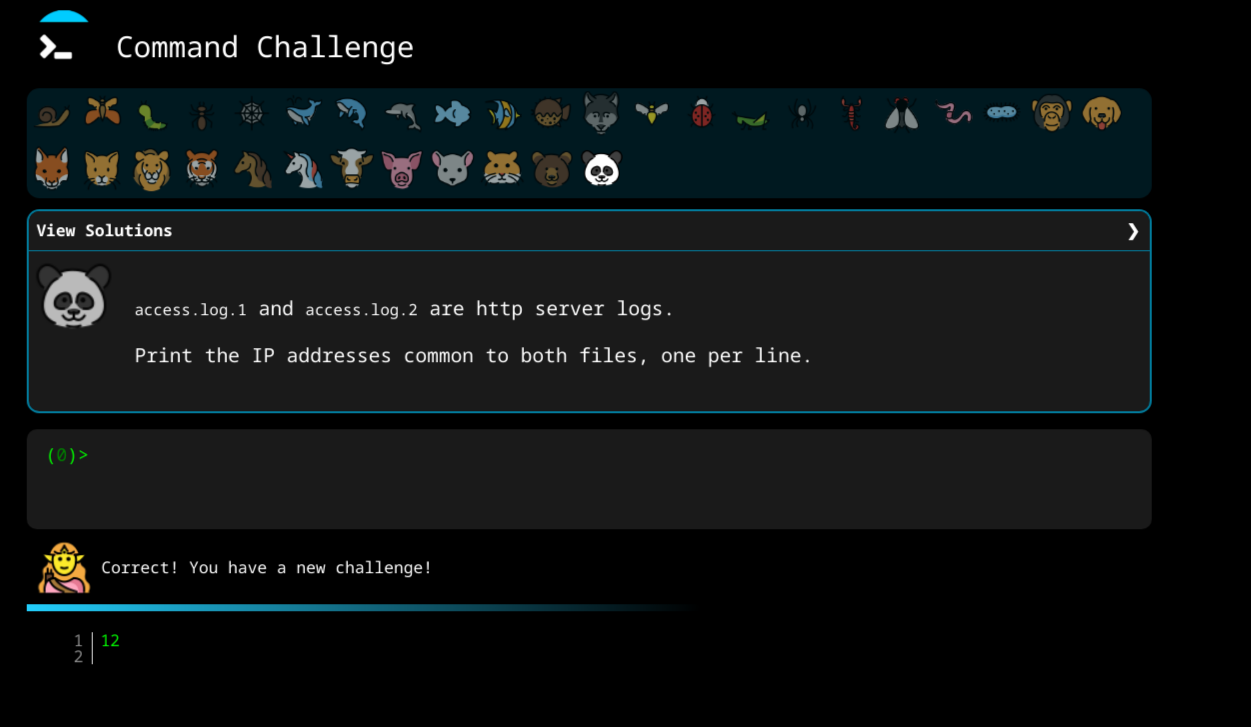 Command Challenge
View Solutions
access.log.1 and access.log.2 are http server logs.
Print the IP addresses common to both files, one per line.
(0)>
Correct! You have a new challenge!
1 12
2